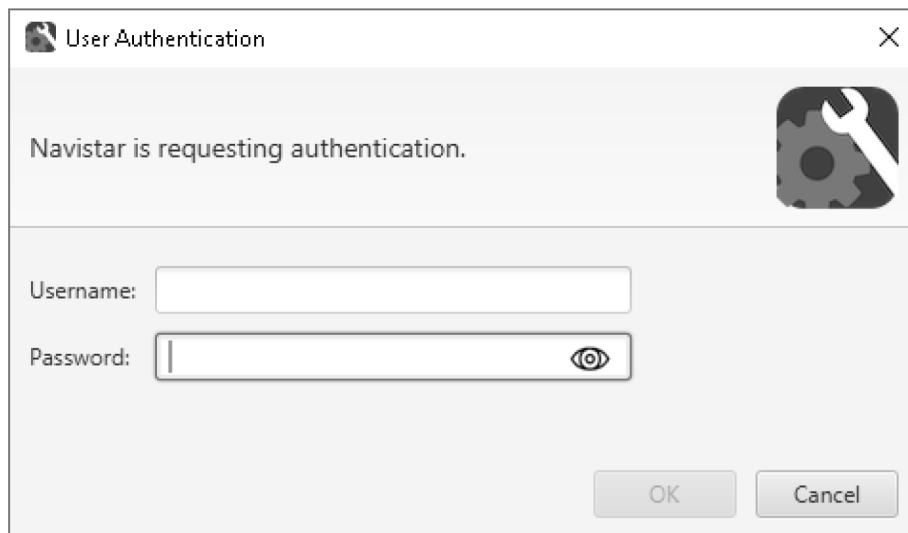 User Authentication
Navistar is requesting authentication.
Username:
Password:
OK
Cancel